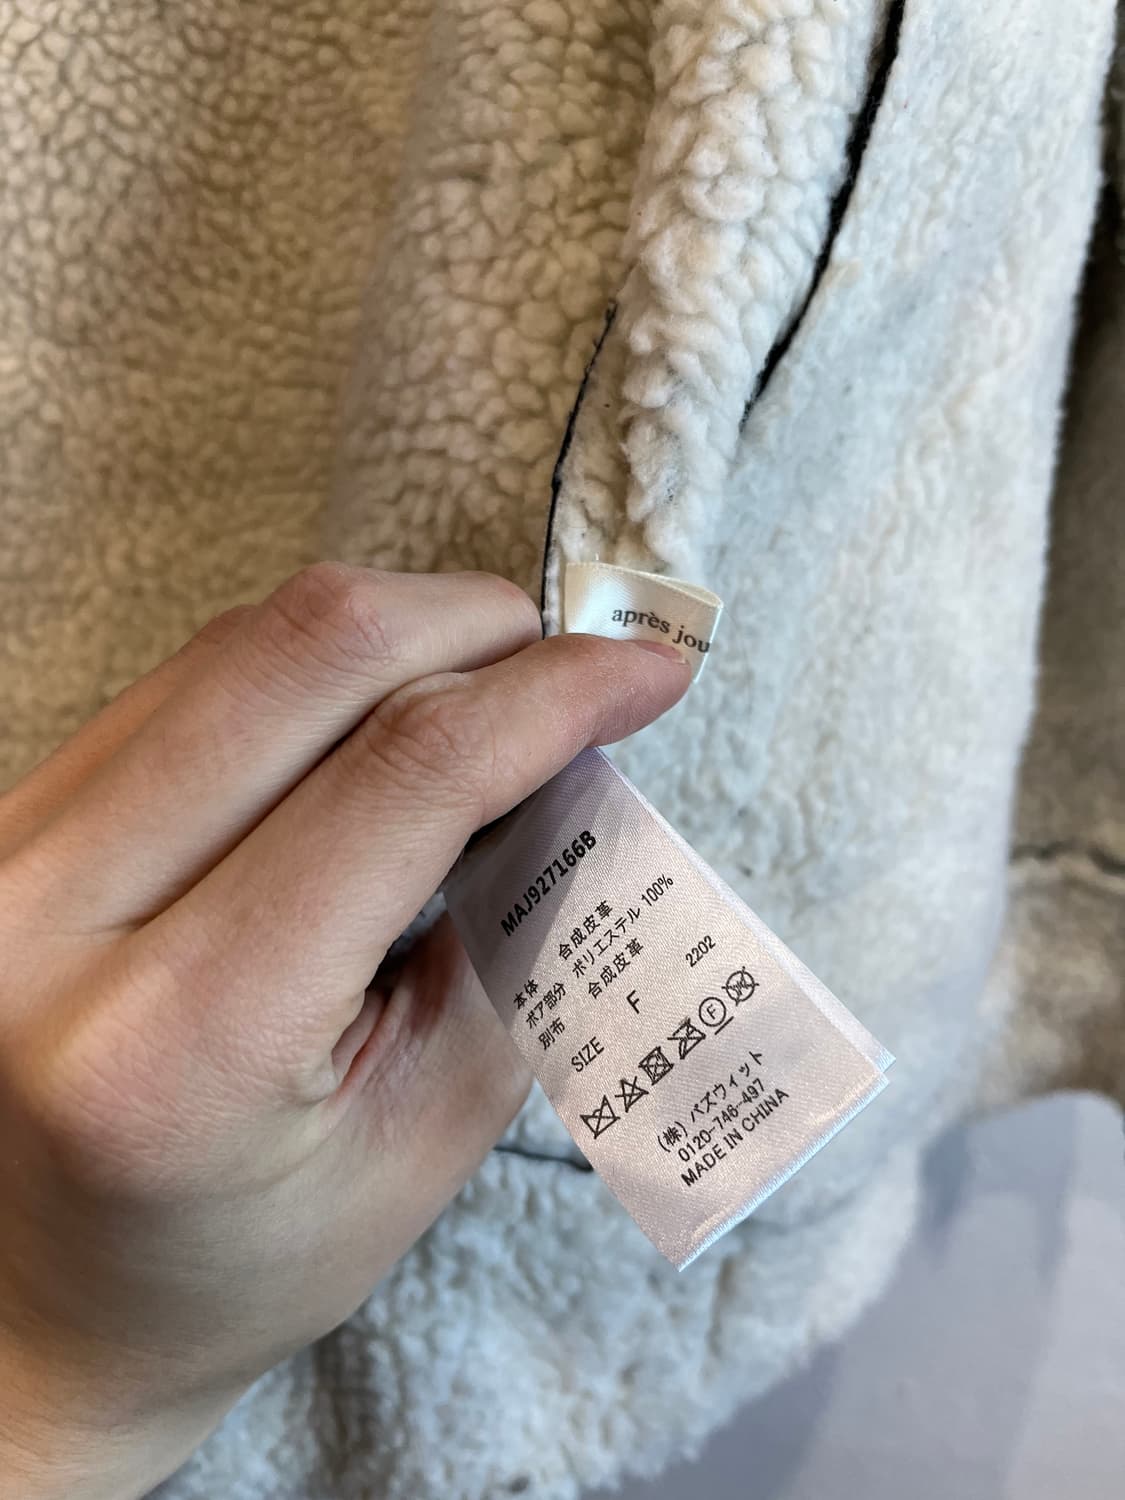 après jou
MAJ927166B
本体 合成皮革
ボア部分 ポリエステル 100%
別布 合成皮革
2202
SIZE F
F
(株) パズウィット
0120-748-497
MADE IN CHINA